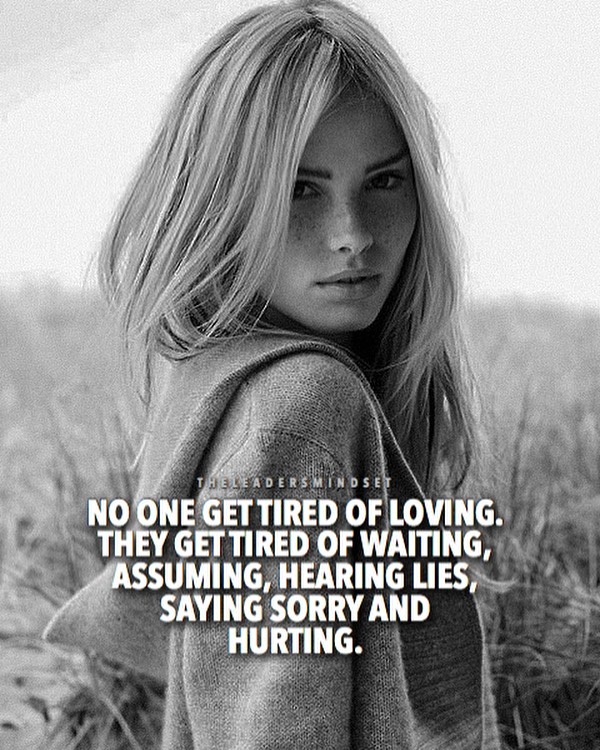 THELEADERSMINDSET
NO ONE GET TIRED OF LOVING.
THEY GET TIRED OF WAITING,
ASSUMING, HEARING LIES,
SAYING SORRY AND
HURTING.